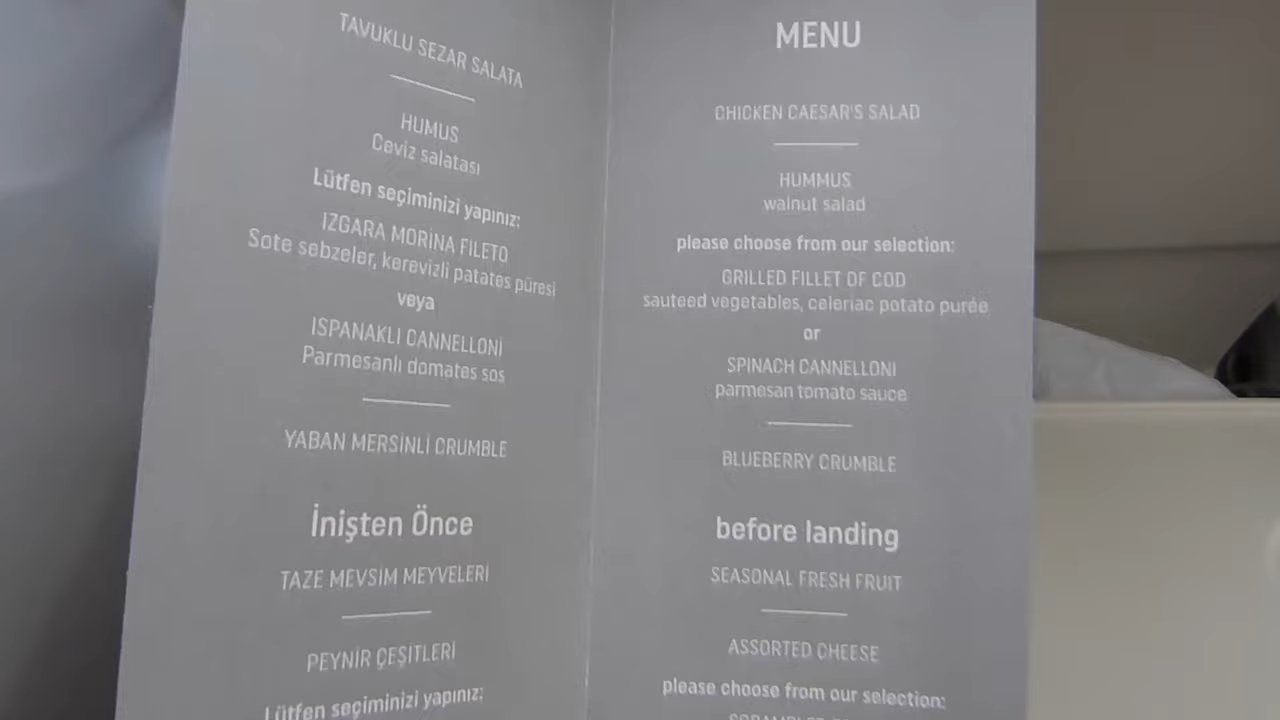 TAVUKLU SEZAR SALATA
HUMUS
Ceviz salatası
Lütfen seçiminizi yapınız:
IZGARA MORİNA FİLETO
Sote sebzeler, kerevizli patates püresi
veya
ISPANAKLI CANNELLONI
Parmesanlı domates sos
YABAN MERSİNLİ CRUMBLE
İnişten Önce
TAZE MEVSİM MEYVELERİ
PEYNİR ÇEŞİTLERİ
Lütfen seçiminizi yapınız:
MENU
CHICKEN CAESAR'S SALAD
HUMMUS
walnut salad
please choose from our selection:
GRILLED FILLET OF COD
sauteed vegetables, celeriac potato purée
or
SPINACH CANNELLONI
parmesan tomato sauce
BLUEBERRY CRUMBLE
before landing
SEASONAL FRESH FRUIT
ASSORTED CHEESE
please choose from our selection: